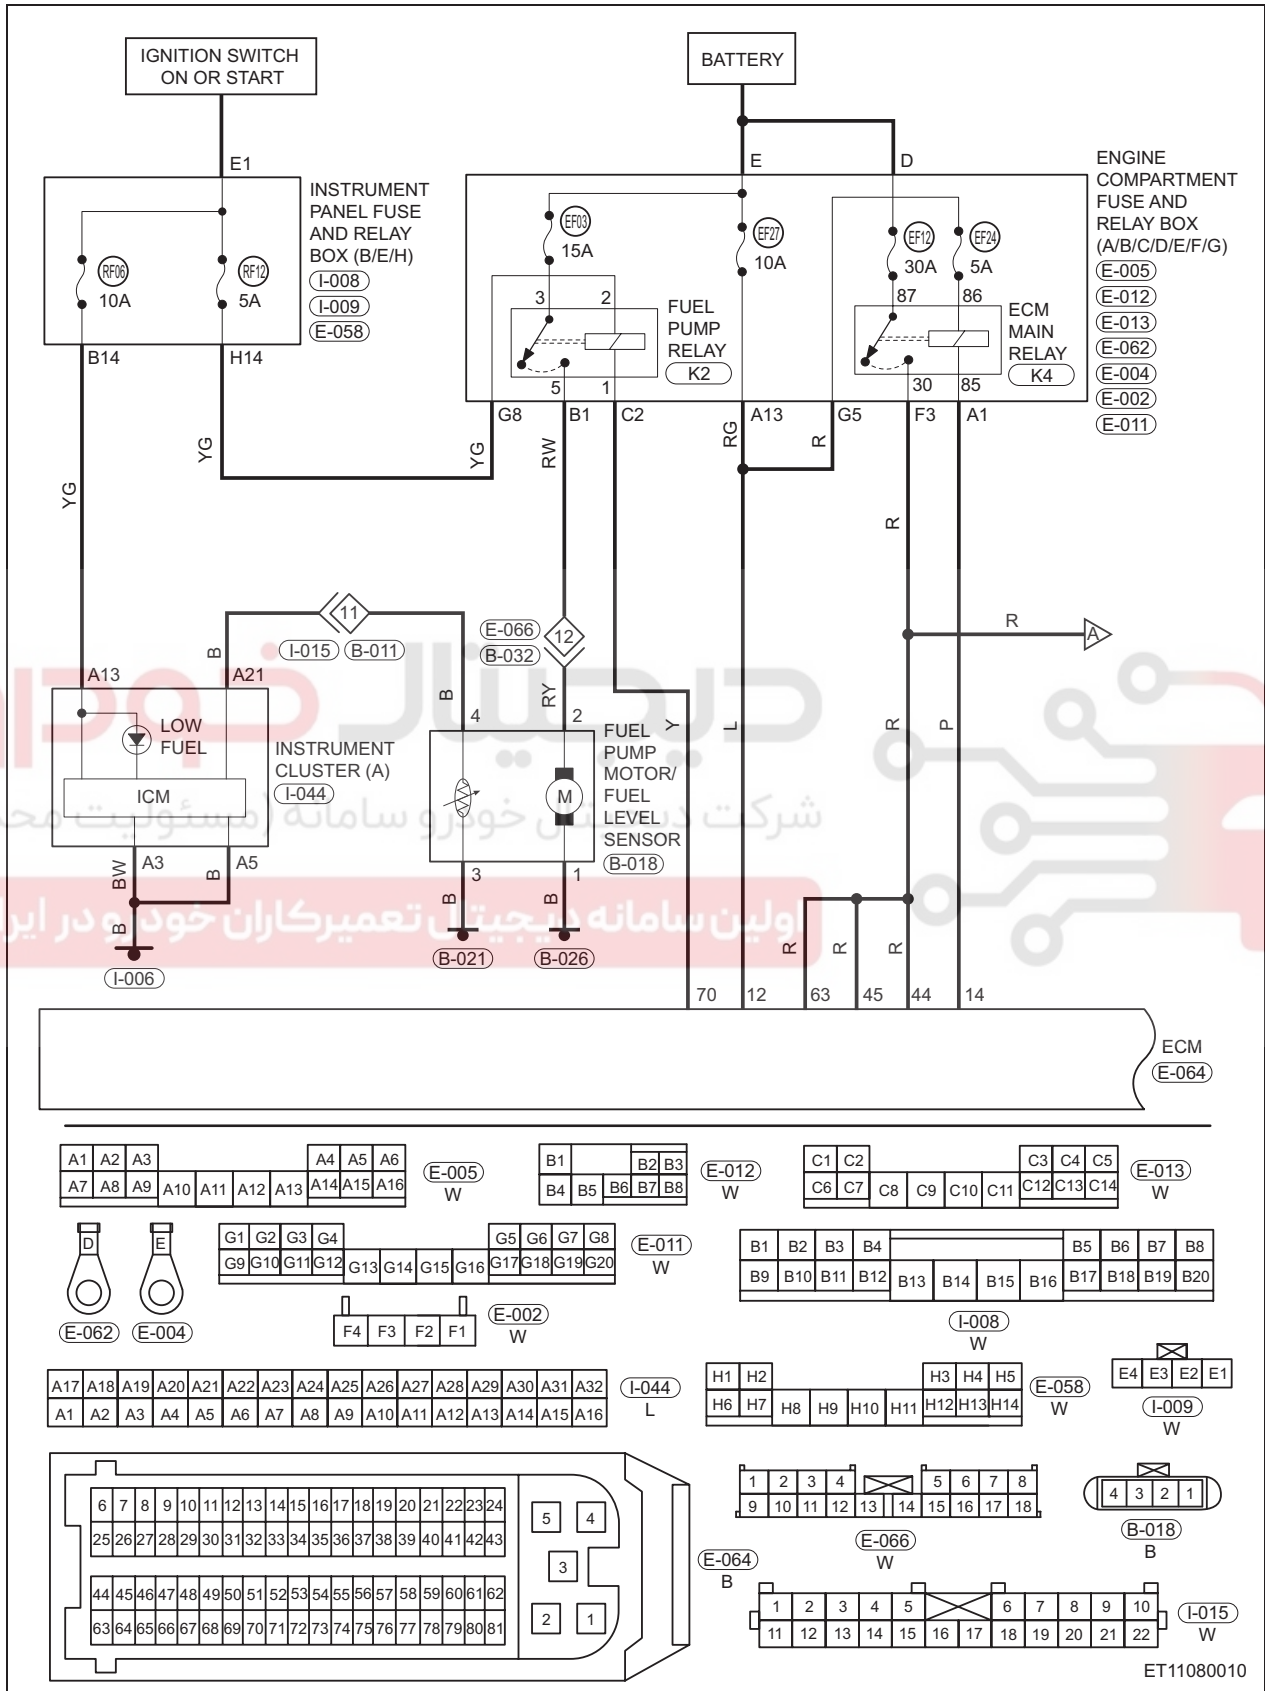 IGNITION SWITCH
ON OR START
BATTERY
E1
E
D
INSTRUMENT
PANEL FUSE
AND RELAY
BOX (B/E/H)
I-008
I-009
E-058
RF06
10A
RF12
5A
B14
H14
EF03
15A
EF27
10A
EF12
30A
EF24
5A
3
2
87
86
FUEL
PUMP
RELAY
K2
ECM
MAIN
RELAY
K4
5
1
30
85
ENGINE
COMPARTMENT
FUSE AND
RELAY BOX
(A/B/C/D/E/F/G)
E-005
E-012
E-013
E-062
E-004
E-002
E-011
G8
B1
C2
A13
G5
F3
A1
YG
YG
YG
RW
RG
R
R
11
I-015
B-011
E-066
B-032
12
R
A
B
B
RY
Y
L
R
P
A13
A21
LOW
FUEL
ICM
INSTRUMENT
CLUSTER (A)
I-044
4
2
M
FUEL
PUMP
MOTOR/
FUEL
LEVEL
SENSOR
B-018
دیجیتال خودرو
شرکت دیجیتال خودرو سامانه (مسئولیت
اولین سامانه دیجیتال تعمیرکاران خودرو در ایران
A3
A5
BW
B
B
3
1
B
B
I-006
B-021
B-026
R
R
R
70
12
63
45
44
14
ECM
E-064
A1 A2 A3 A4 A5 A6
A7 A8 A9 A10 A11 A12 A13 A14 A15 A16
E-005
W
B1 B2 B3
B4 B5 B6 B7 B8
E-012
W
C1 C2 C3 C4 C5
C6 C7 C8 C9 C10 C11 C12 C13 C14
E-013
W
D
E-062
E
E-004
G1 G2 G3 G4 G5 G6 G7 G8
G9 G10 G11 G12 G13 G14 G15 G16 G17 G18 G19 G20
E-011
W
F4 F3 F2 F1
E-002
W
B1 B2 B3 B4 B5 B6 B7 B8
B9 B10 B11 B12 B13 B14 B15 B16 B17 B18 B19 B20
I-008
W
A17 A18 A19 A20 A21 A22 A23 A24 A25 A26 A27 A28 A29 A30 A31 A32
A1 A2 A3 A4 A5 A6 A7 A8 A9 A10 A11 A12 A13 A14 A15 A16
I-044
L
H1 H2 H3 H4 H5
H6 H7 H8 H9 H10 H11 H12 H13 H14
E-058
W
E4 E3 E2 E1
I-009
W
6 7 8 9 10 11 12 13 14 15 16 17 18 19 20 21 22 23 24
25 26 27 28 29 30 31 32 33 34 35 36 37 38 39 40 41 42 43
44 45 46 47 48 49 50 51 52 53 54 55 56 57 58 59 60 61 62
63 64 65 66 67 68 69 70 71 72 73 74 75 76 77 78 79 80 81
5 4
3
2 1
E-064
B
1 2 3 4 5 6 7 8
9 10 11 12 13 14 15 16 17 18
E-066
W
4 3 2 1
B-018
B
1 2 3 4 5 6 7 8 9 10
11 12 13 14 15 16 17 18 19 20 21 22
I-015
W
ET11080010